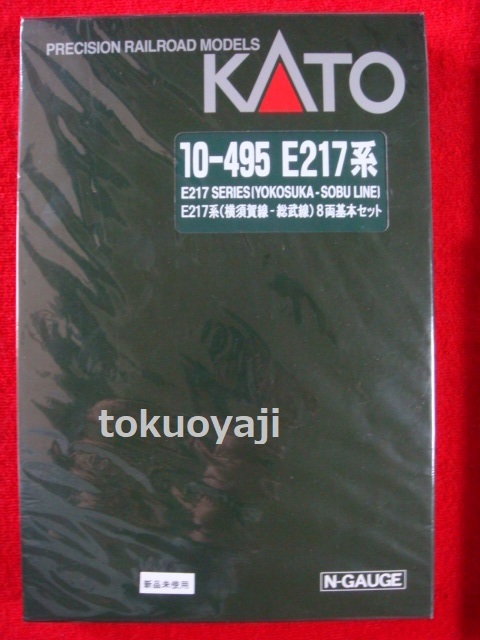 PRECISION RAILROAD MODELS
KATO
10-495 E217系
E217 SERIES(YOKOSUKA-SOBU LINE)
E217系(横須賀線-総武線)8両基本セット
tokuoyaji
新品未使用
N-GAUGE